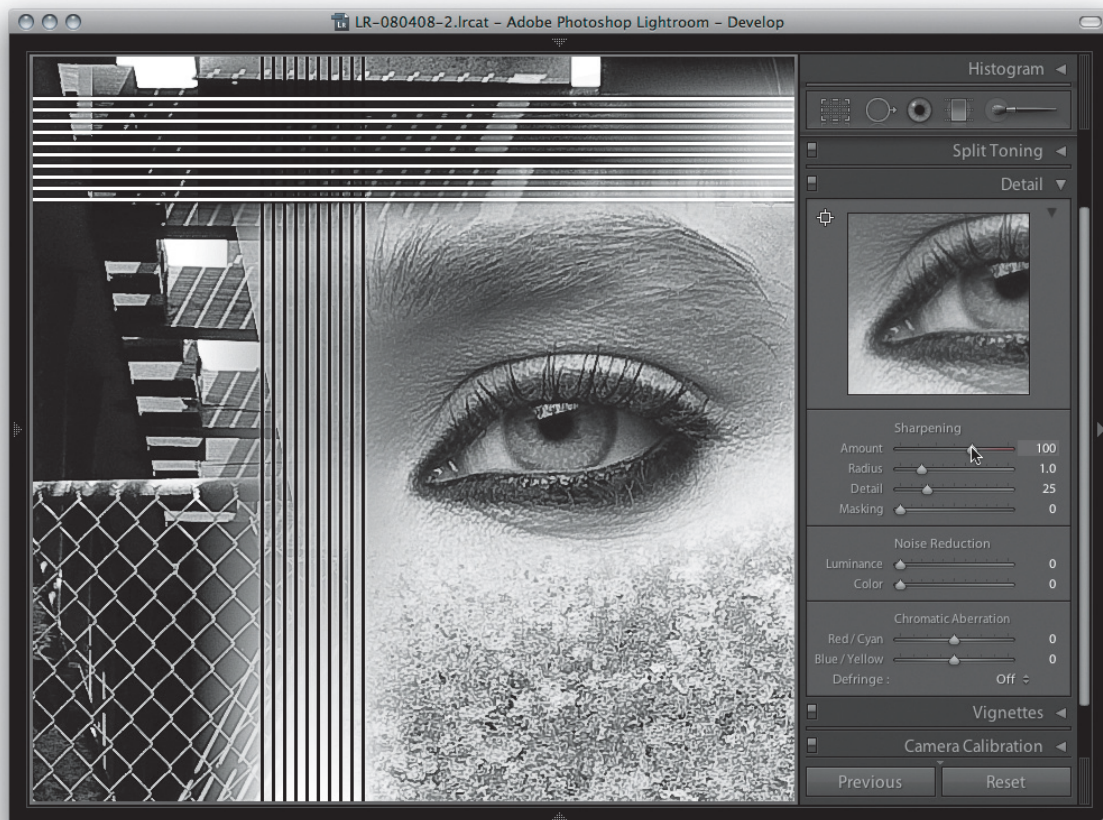 LR-080408-2.lrcat – Adobe Photoshop Lightroom – Develop
Histogram
Split Toning
Detail
Sharpening
Amount 100
Radius 1.0
Detail 25
Masking 0
Noise Reduction
Luminance 0
Color 0
Chromatic Aberration
Red / Cyan 0
Blue / Yellow 0
Defringe : Off
Vignettes
Camera Calibration
Previous Reset